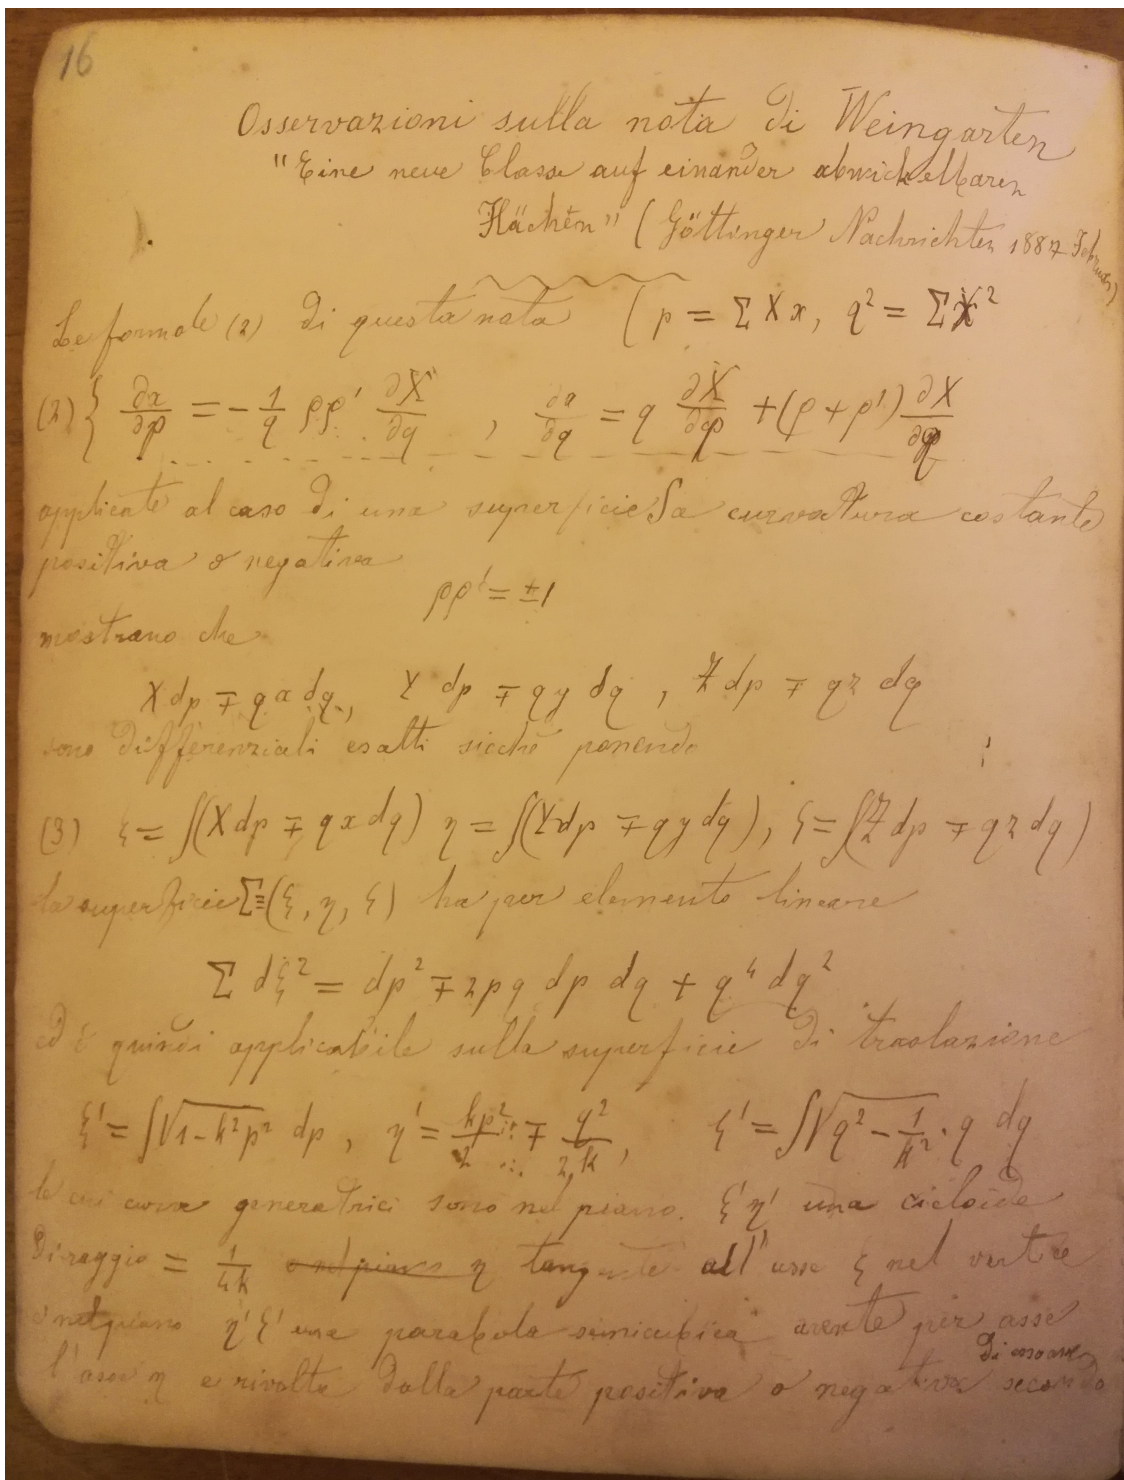 16
Osservazioni sulla nota di Weingarten
"Eine neue Classe auf einander abwickelbaren
Flächen" (Göttinger Nachrichten 1887 Februar)
Le formole (2) di questa nota ( p = Σ X x, q² = Σ x²
(2) { ∂x/∂p = - 1/q ρρ' ∂X/∂q , ∂x/∂q = q ∂X/∂p + (ρ + ρ') ∂X/∂q
applicate al caso di una superficie S a curvatura costante
positiva o negativa
ρρ' = ±1
mostrano che
X dp ∓ q x dq, Y dp ∓ q y dq , Z dp ∓ q z dq
sono differenziali esatti sicchè ponendo
(3) ξ = ∫(X dp ∓ q x dq) η = ∫(Y dp ∓ q y dq), ζ = ∫(Z dp ∓ q z dq)
la superficie Σ ≡ (ξ, η, ζ) ha per elemento lineare
Σ dξ² = dp² ∓ 2pq dp dq + q⁴ dq²
ed è quindi applicabile sulla superficie di traslazione
ξ' = ∫√1 - k²p² dp , η' = kp²/2 ∓ q²/2k , ζ' = ∫√q² - 1/k² · q dq
le cui curve generatrici sono nel piano ξ'η' una cicloide
di raggio = 1/4k η tangente all' asse ξ nel vertice
e nel piano η'ξ' una parabola semicubica avente per asse
l'asse η e rivolta dalla parte positiva o negativa di esso asse secondo